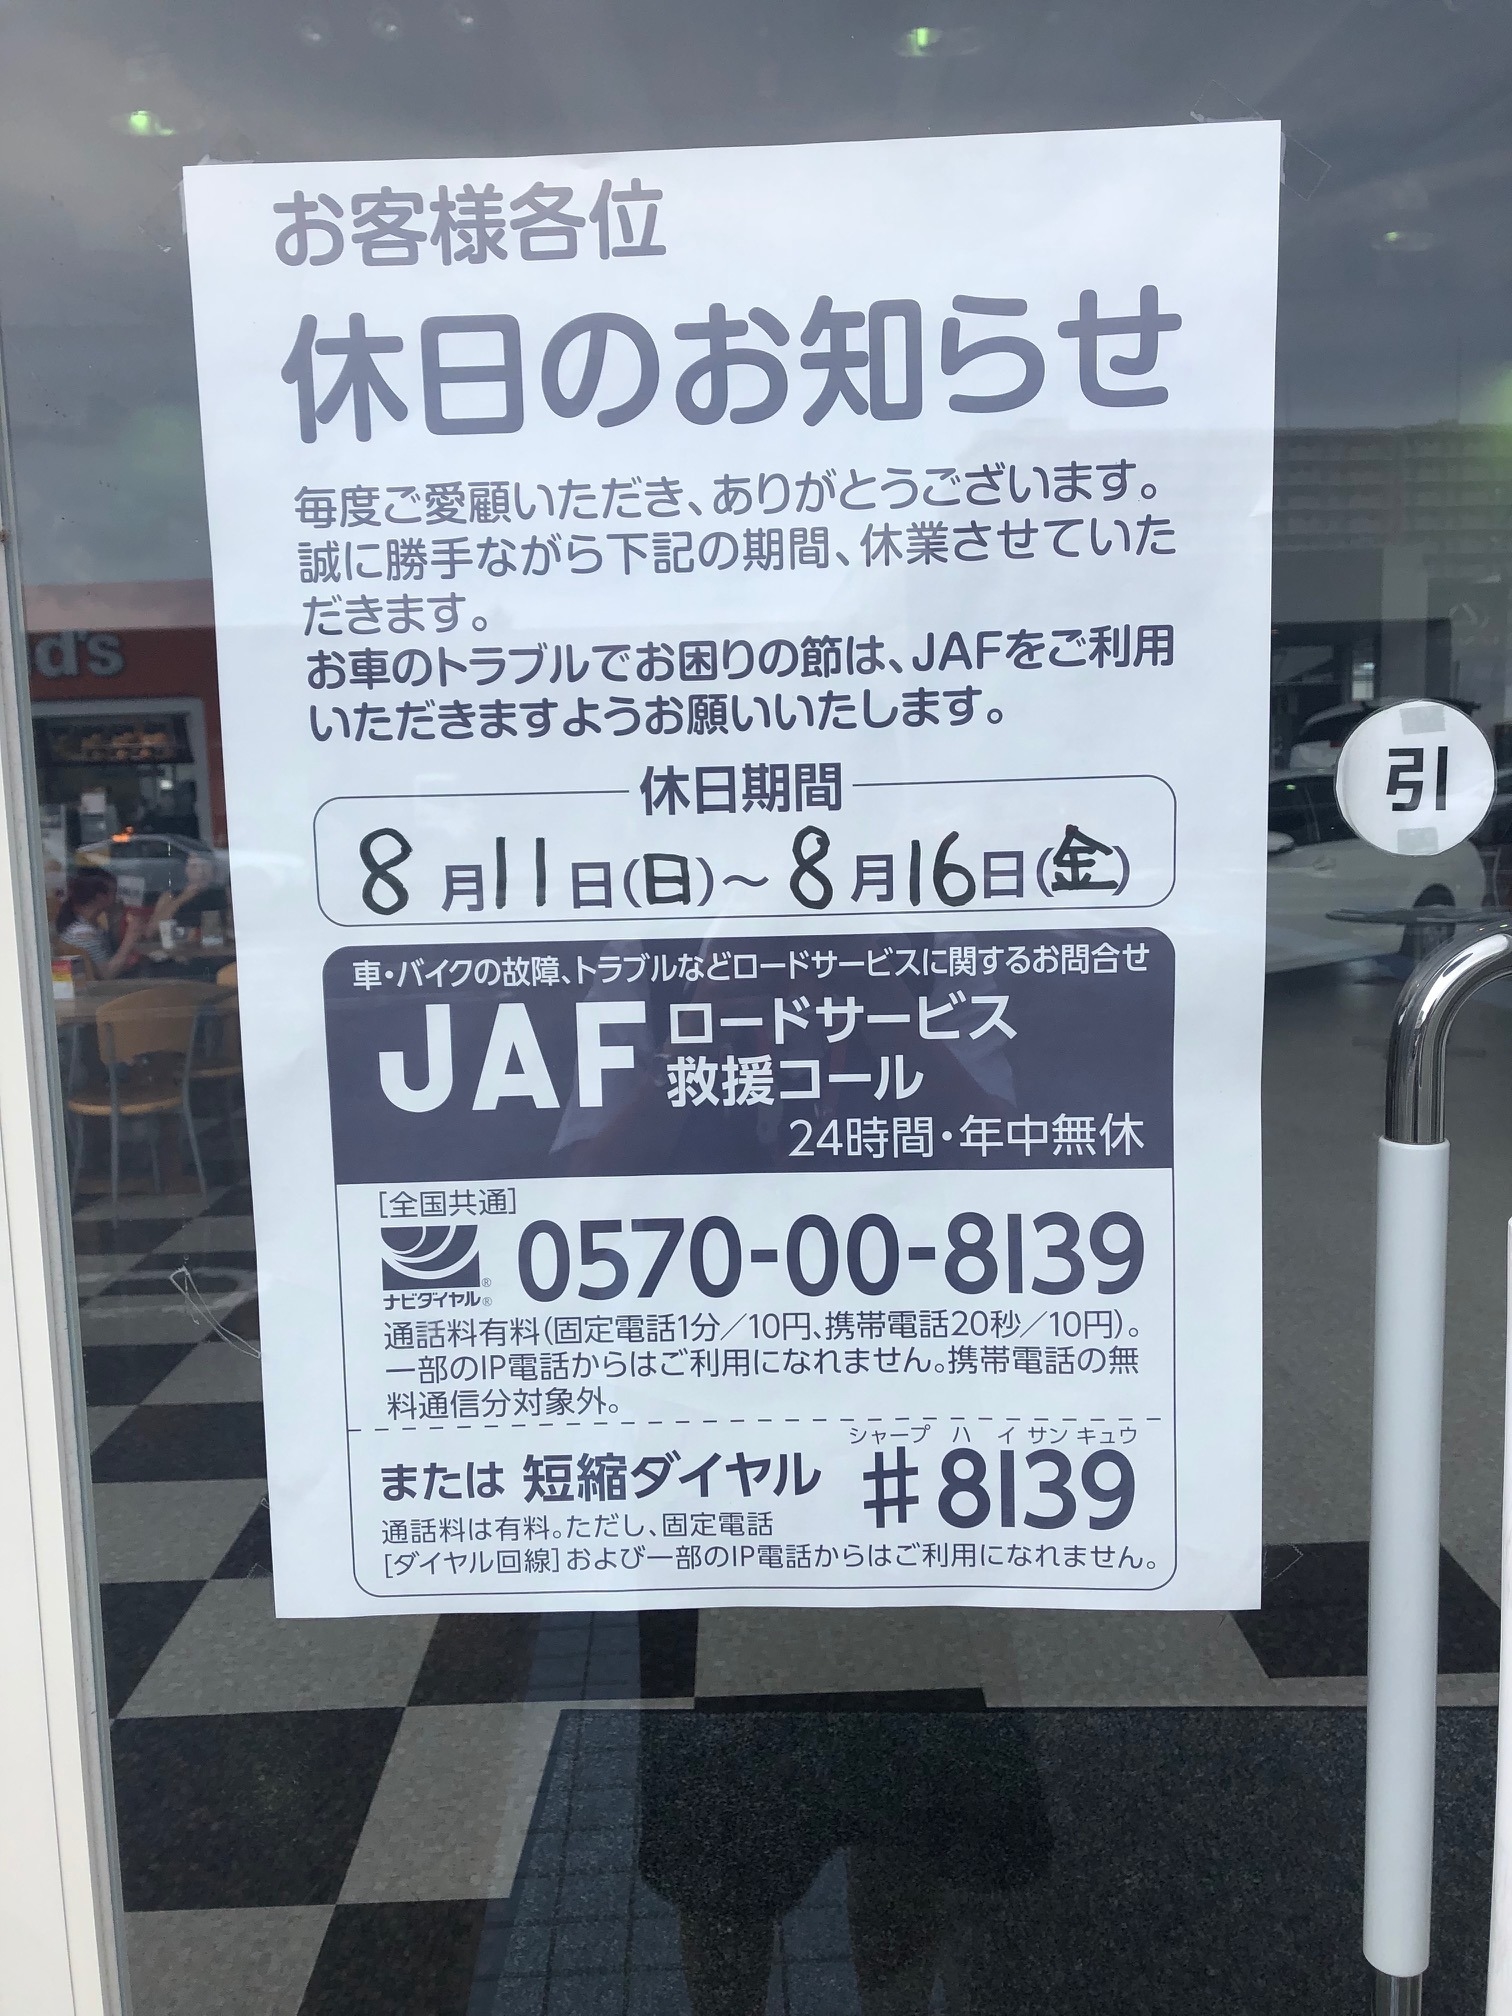 お客様各位
休日のお知らせ
毎度ご愛顧いただき、ありがとうございます。
誠に勝手ながら下記の期間、休業させていた
だきます。
お車のトラブルでお困りの節は、JAFをご利用
いただきますようお願いいたします。
休日期間
8月11日(日)～8月16日(金)
車・バイクの故障、トラブルなどロードサービスに関するお問合せ
JAF ロードサービス
救援コール
24時間・年中無休
[全国共通]
ナビダイヤル® 0570-00-8139
通話料有料(固定電話1分／10円、携帯電話20秒／10円)。
一部のIP電話からはご利用になれません。携帯電話の無
料通信分対象外。
シャープ ハ イ サン キュウ
または 短縮ダイヤル #8139
通話料は有料。ただし、固定電話
[ダイヤル回線]および一部のIP電話からはご利用になれません。
引
d's